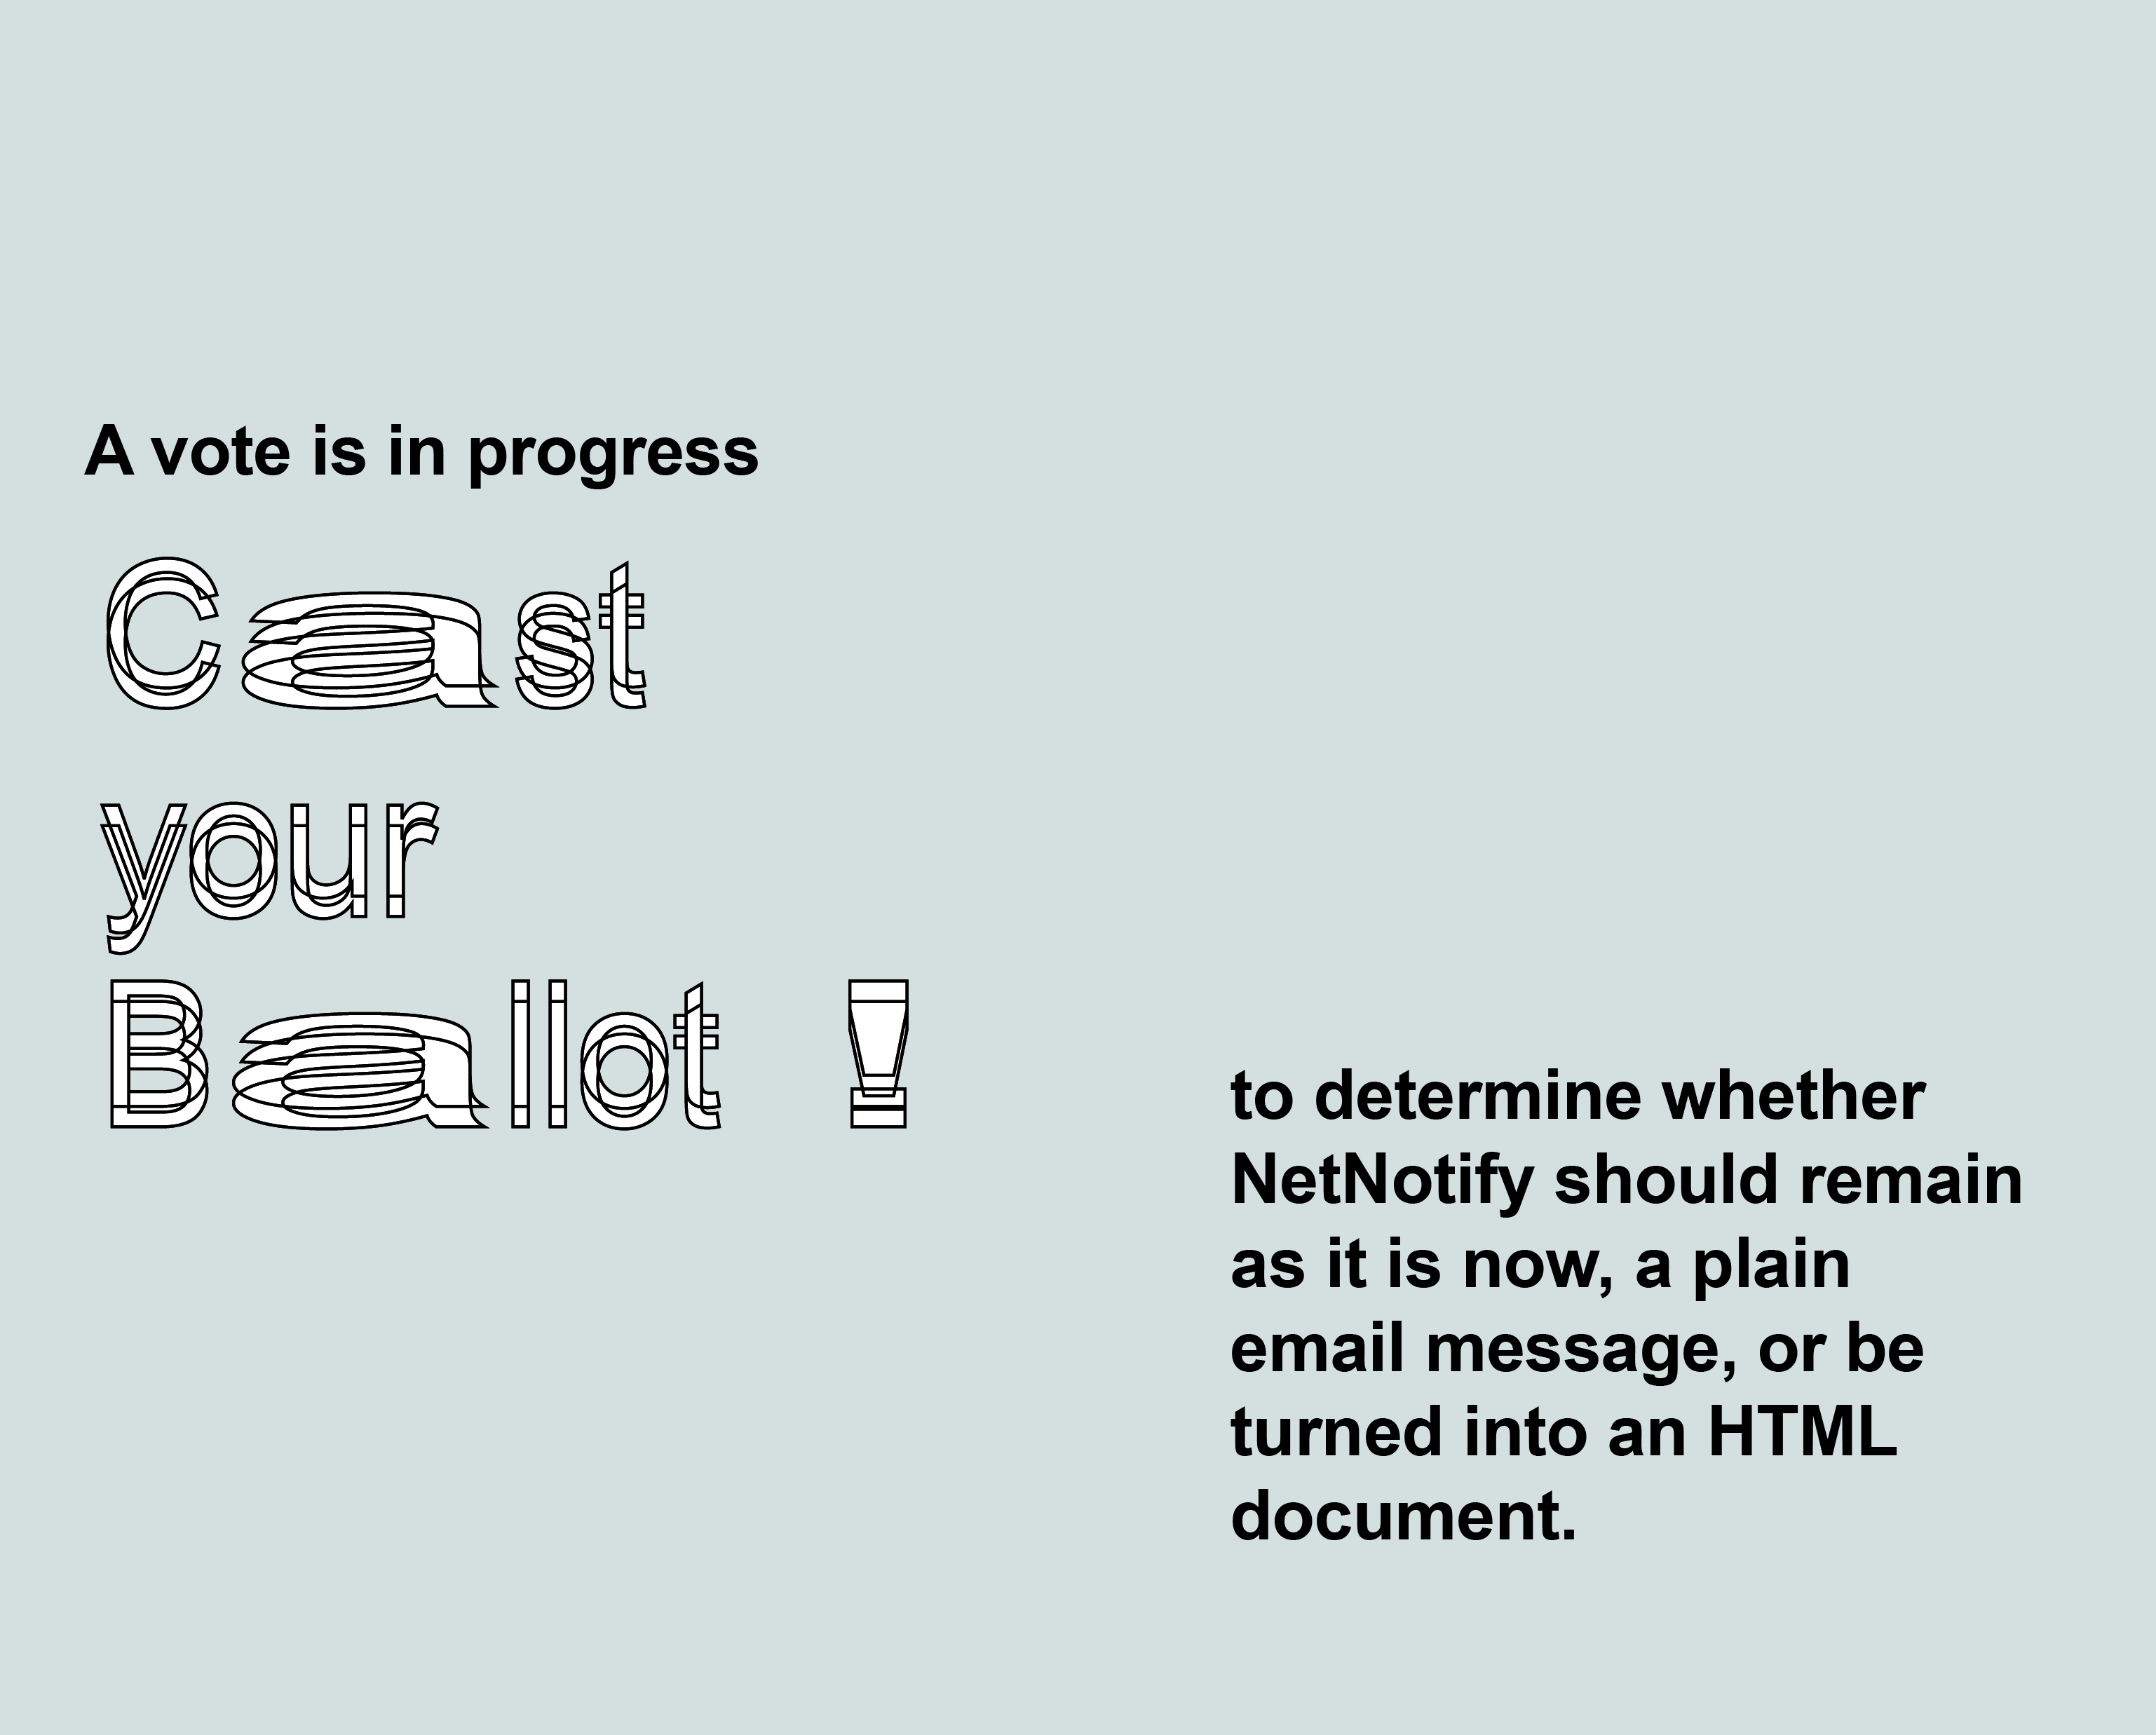 A vote is in progress
Cast
your
Ballot !
to determine whether
NetNotify should remain
as it is now, a plain
email message, or be
turned into an HTML
document.